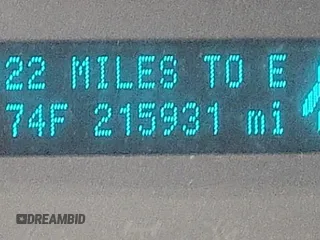 22 MILES TO E
74F 215931 mi
DREAMBID